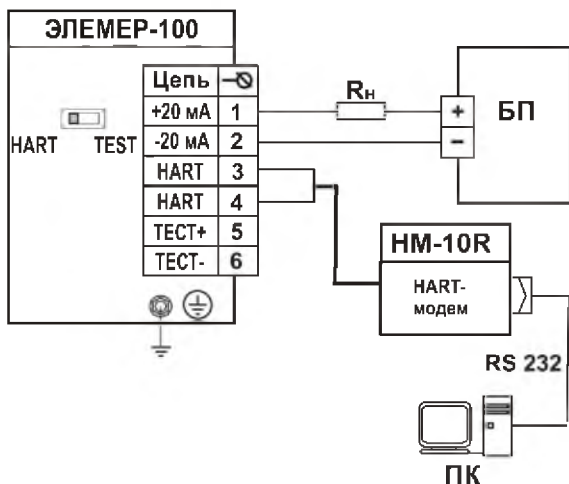 ЭЛЕМЕР-100
Цепь
+20 мА 1
-20 мА 2
HART 3
HART 4
ТЕСТ+ 5
ТЕСТ- 6
HART TEST
Rн
+
−
БП
HM-10R
HART-
модем
RS 232
ПК